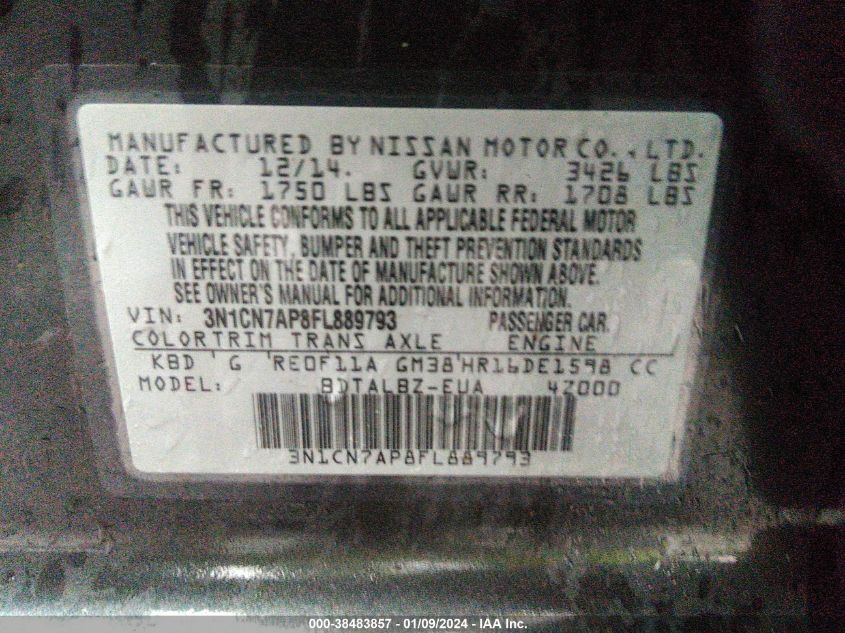 MANUFACTURED BY NISSAN MOTOR CO., LTD.
DATE: 12/14. GVWR: 3426 LBS
GAWR FR: 1750 LBS GAWR RR: 1708 LBS
THIS VEHICLE CONFORMS TO ALL APPLICABLE FEDERAL MOTOR
VEHICLE SAFETY, BUMPER AND THEFT PREVENTION STANDARDS
IN EFFECT ON THE DATE OF MANUFACTURE SHOWN ABOVE.
SEE OWNER'S MANUAL FOR ADDITIONAL INFORMATION.
VIN: 3N1CN7AP8FL889793 PASSENGER CAR.
COLOR TRIM TRANS AXLE ENGINE
KBD G RE0F11A GM38 HR16DE1598 CC
MODEL: BDTALBZ-EUA 4Z000
3N1CN7AP8FL889793
000-38483857 - 01/09/2024 - IAA Inc.